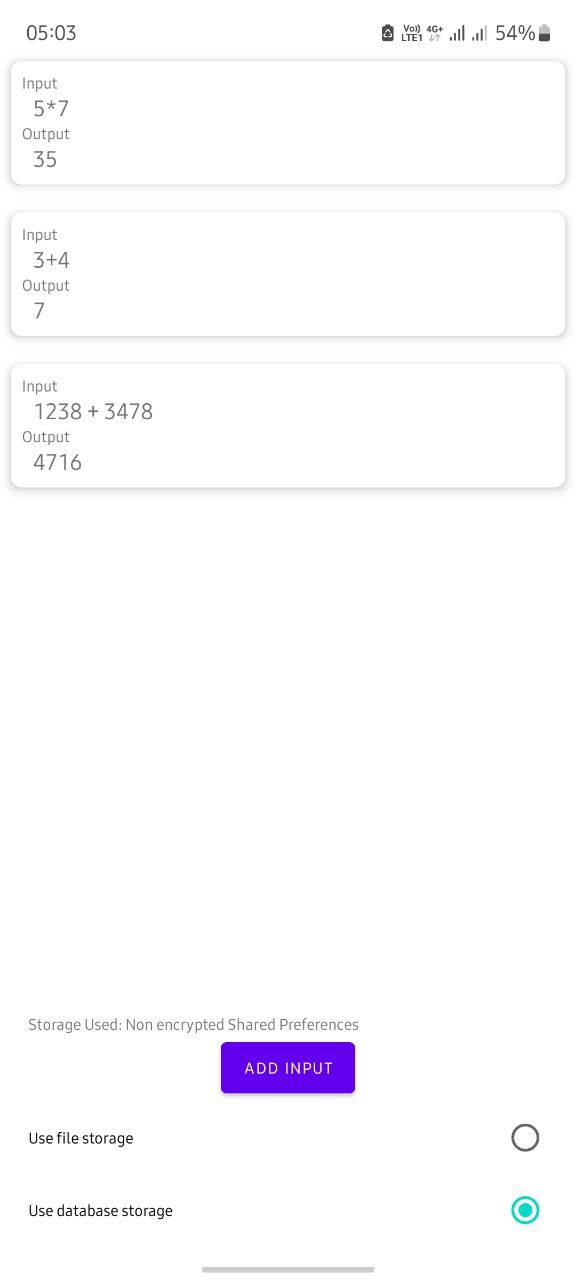 05:03
Vo)) LTE1 4G+ 54%
Input
5*7
Output
35
Input
3+4
Output
7
Input
1238 + 3478
Output
4716
Storage Used: Non encrypted Shared Preferences
ADD INPUT
Use file storage
Use database storage